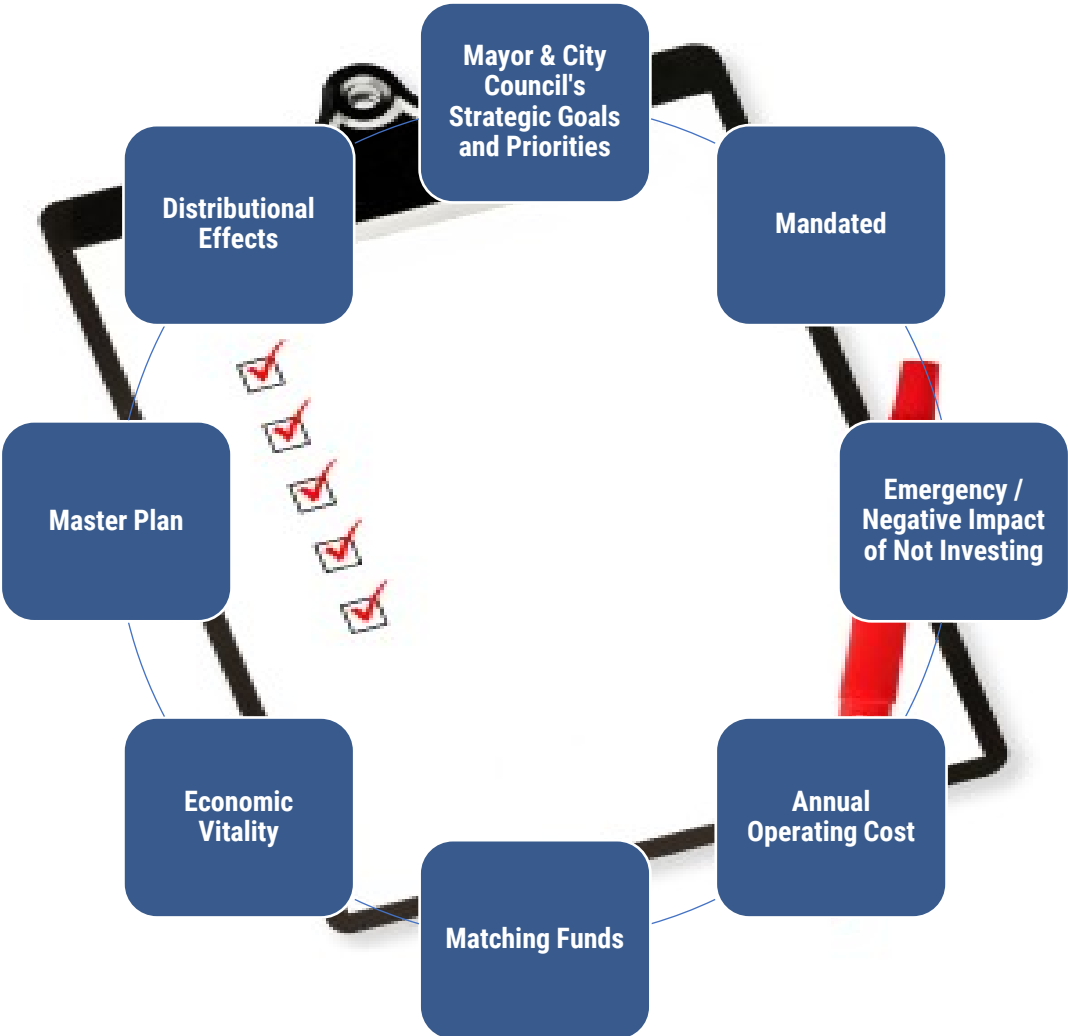 Mayor & City
Council's
Strategic Goals
and Priorities
Mandated
Emergency /
Negative Impact
of Not Investing
Annual
Operating Cost
Matching Funds
Economic
Vitality
Master Plan
Distributional
Effects